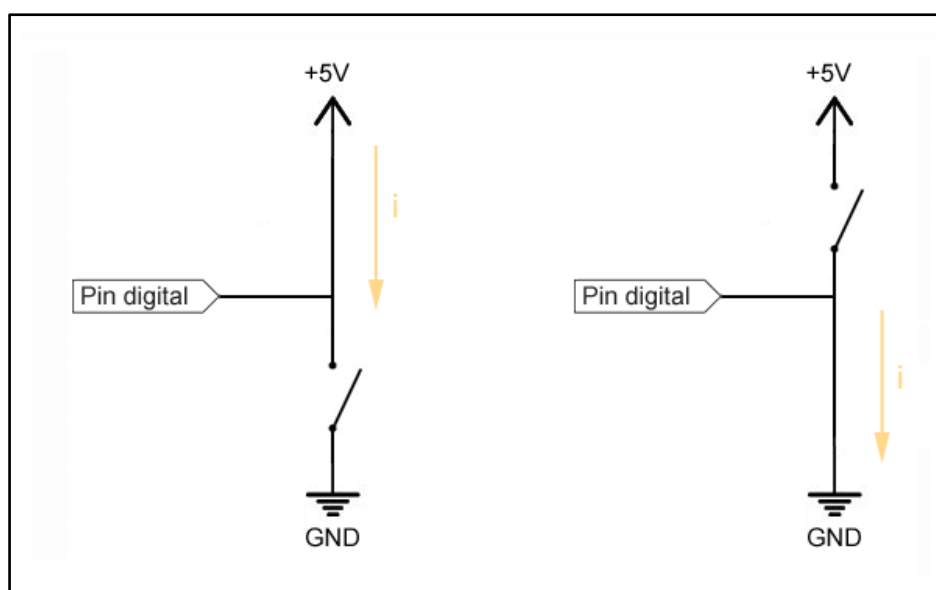 +5V
i
Pin digital
GND
+5V
Pin digital
i
GND